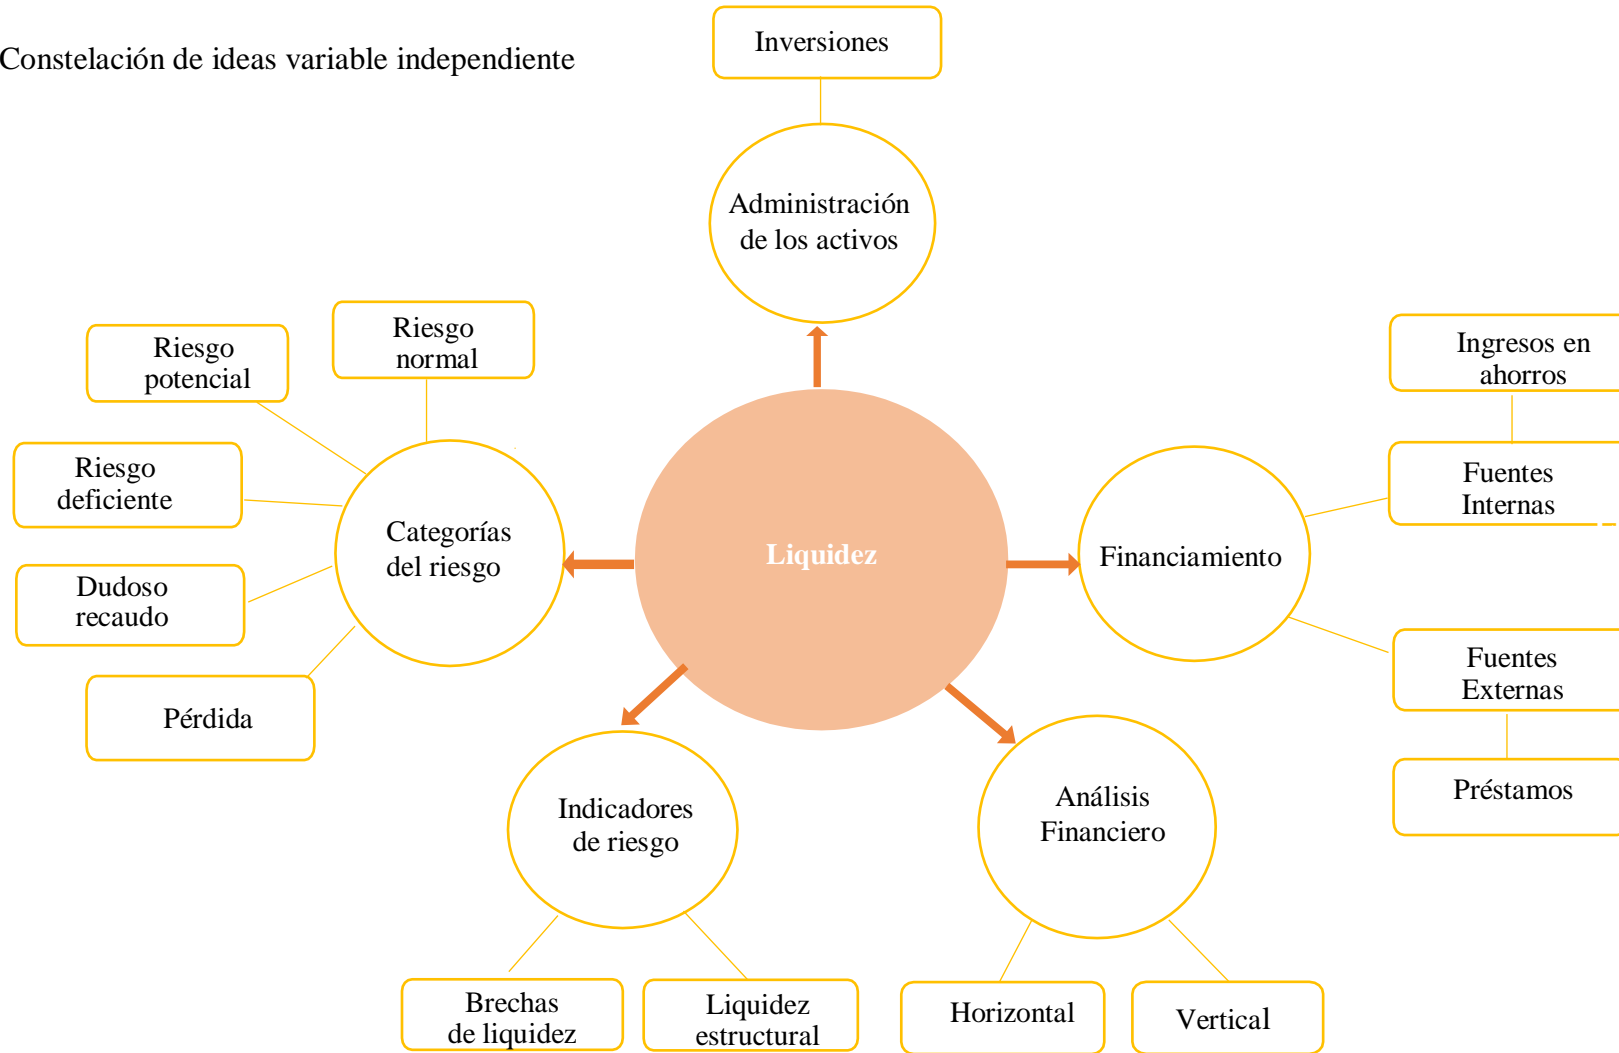 Constelación de ideas variable independiente
Inversiones
Administración
de los activos
Riesgo
normal
Riesgo
potencial
Riesgo
deficiente
Dudoso
recaudo
Pérdida
Categorías
del riesgo
Liquidez
Financiamiento
Ingresos en
ahorros
Fuentes
Internas
Fuentes
Externas
Préstamos
Indicadores
de riesgo
Análisis
Financiero
Brechas
de liquidez
Liquidez
estructural
Horizontal
Vertical